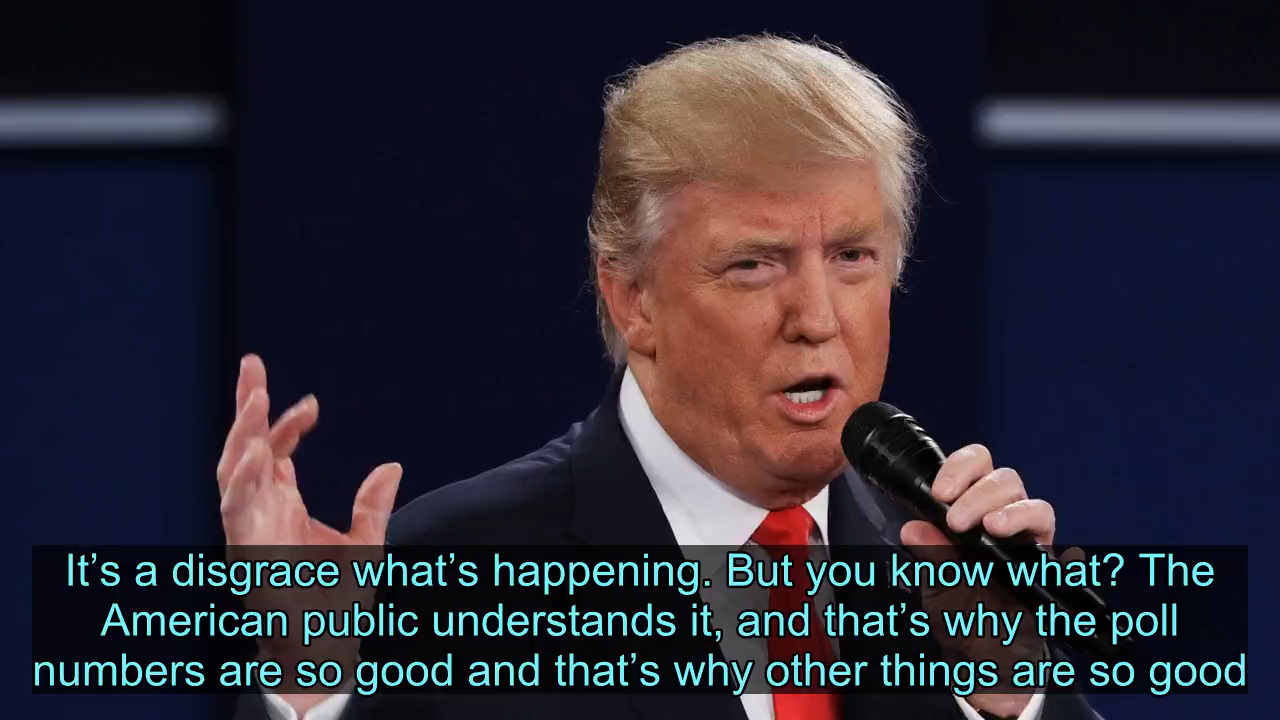 It’s a disgrace what’s happening. But you know what? The
American public understands it, and that’s why the poll
numbers are so good and that’s why other things are so good